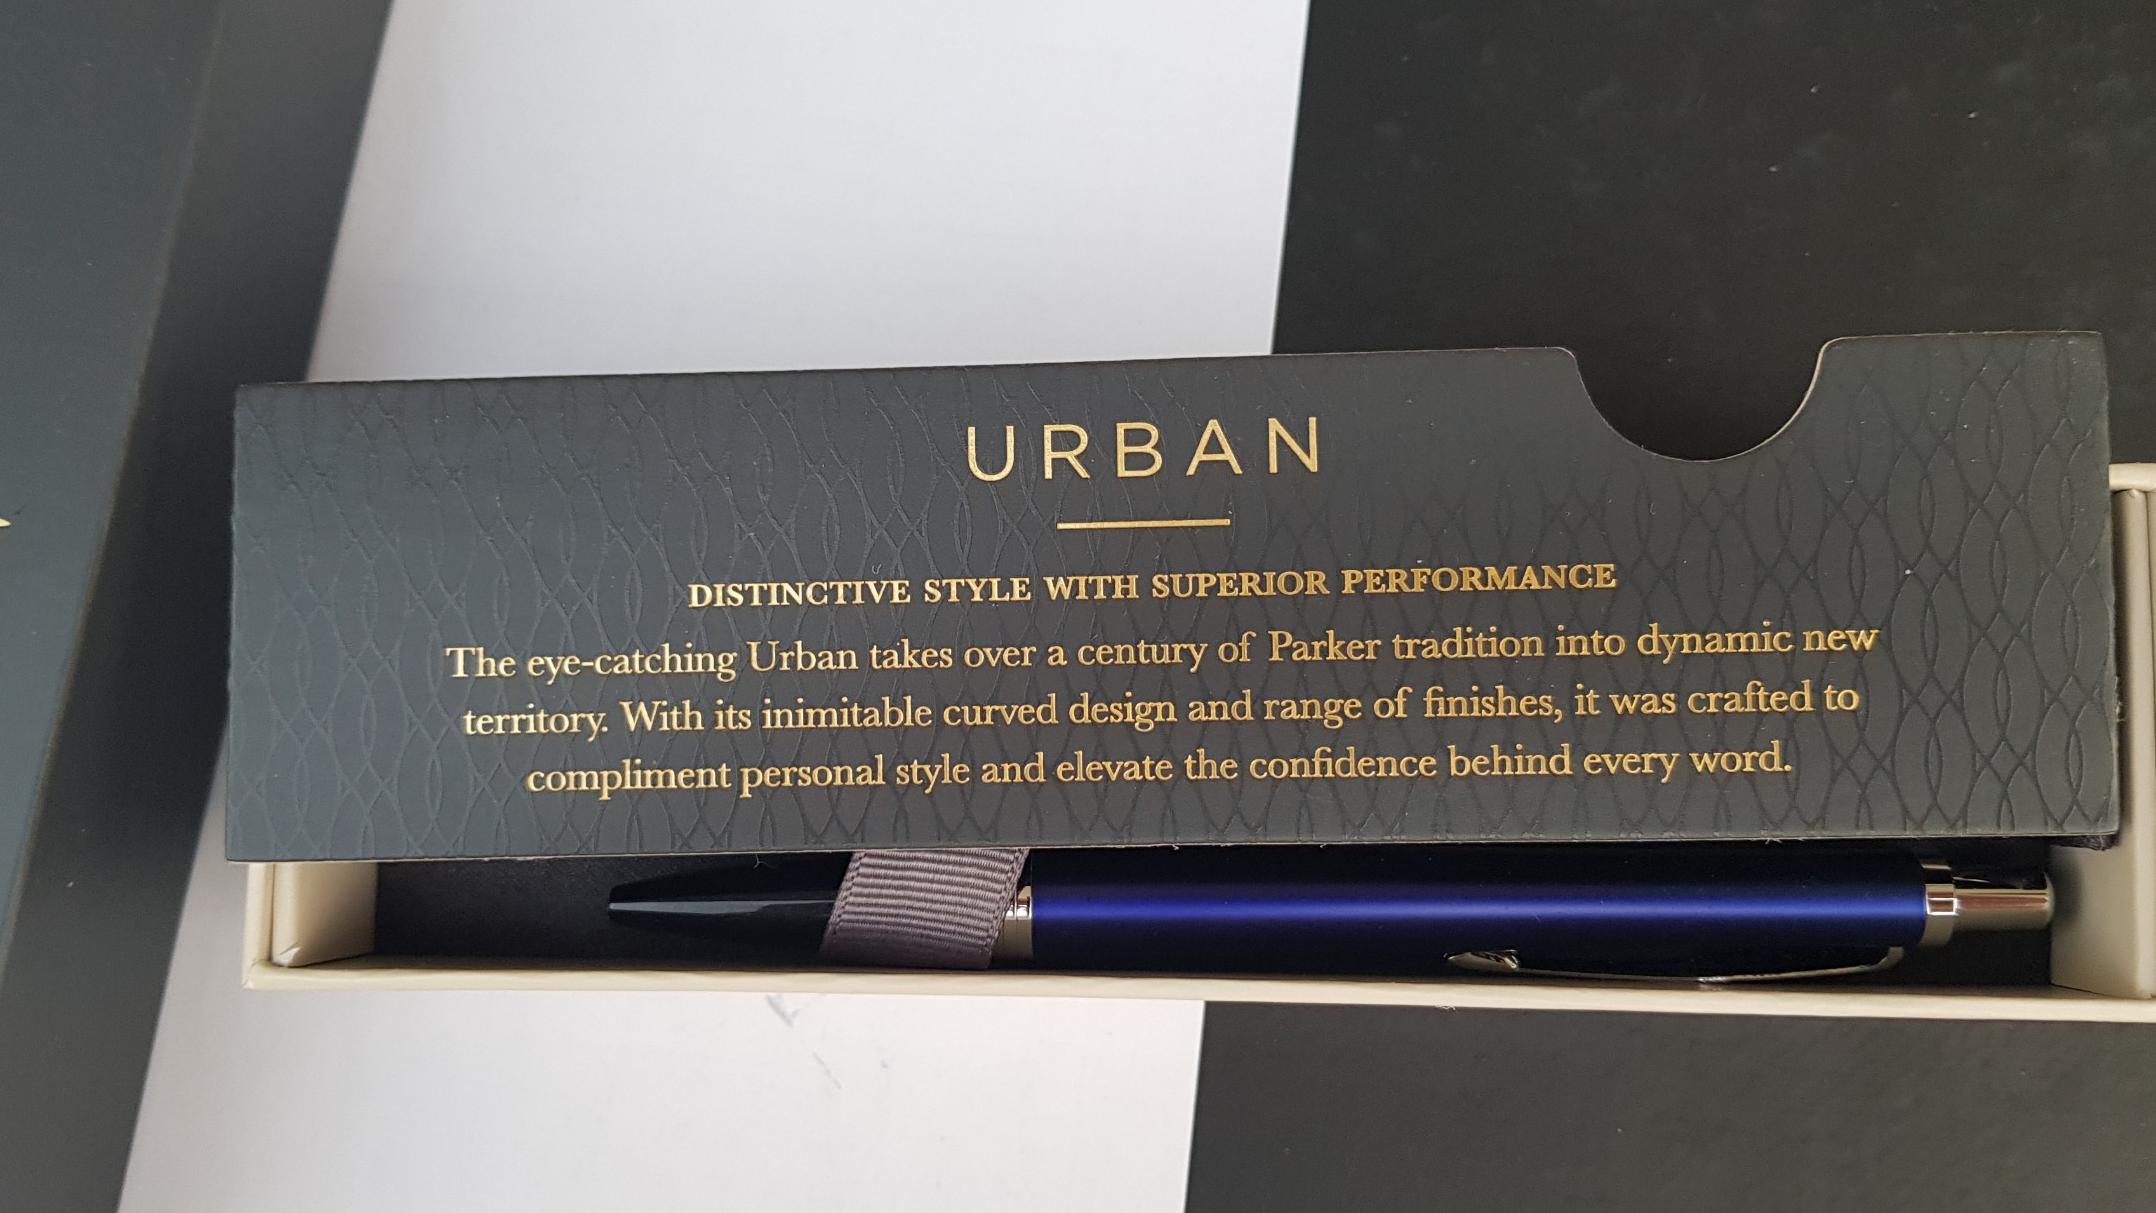 URBAN
DISTINCTIVE STYLE WITH SUPERIOR PERFORMANCE
The eye-catching Urban takes over a century of Parker tradition into dynamic new
territory. With its inimitable curved design and range of finishes, it was crafted to
compliment personal style and elevate the confidence behind every word.